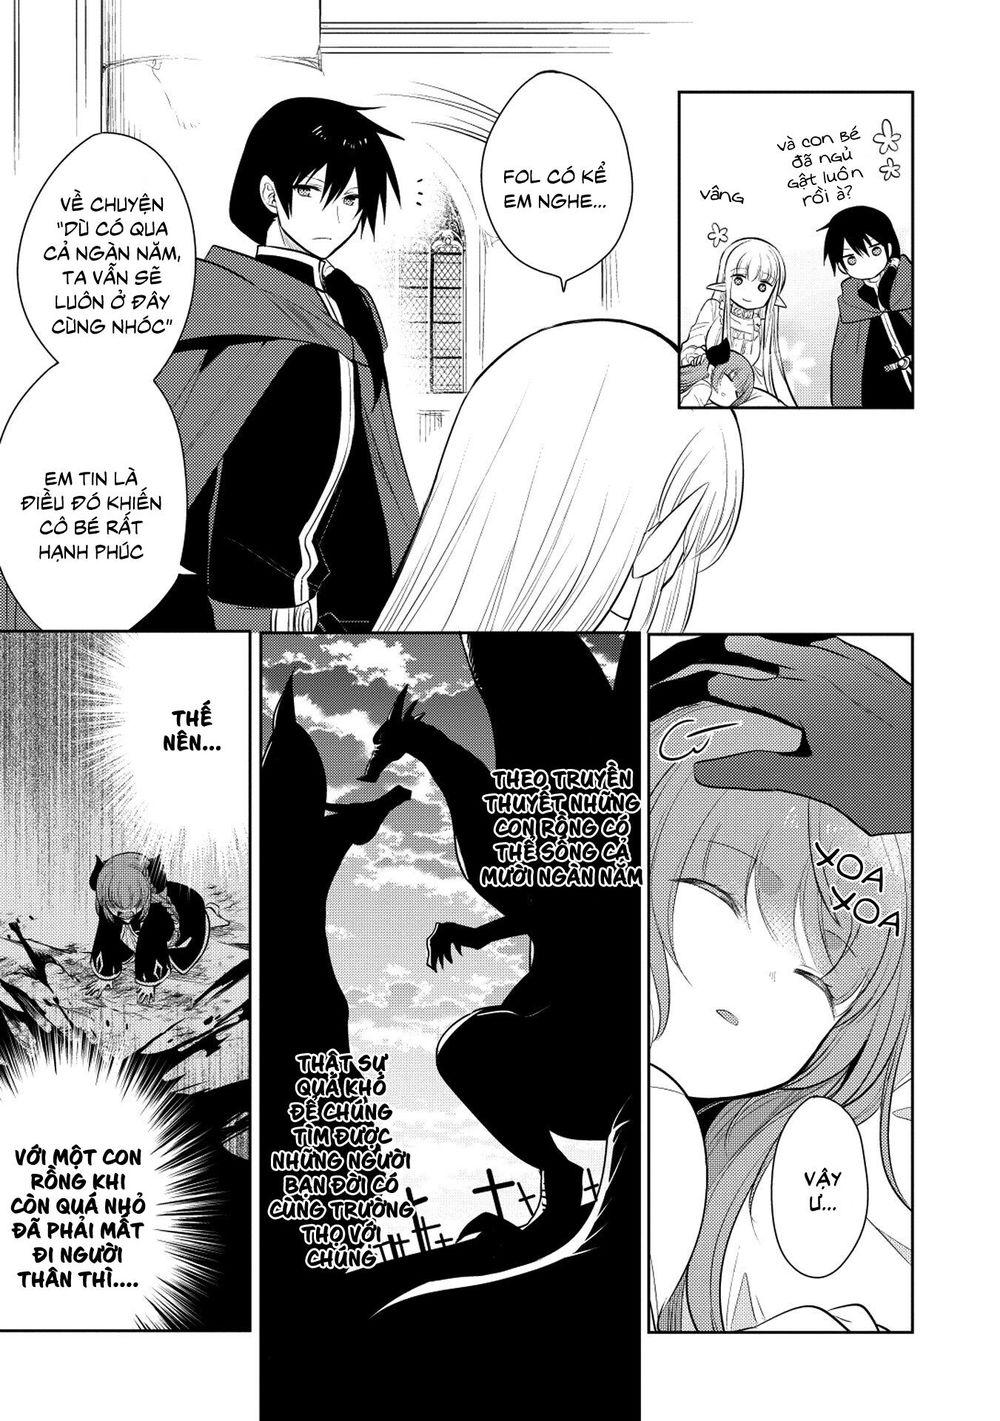 và con bé
đã ngủ
gật luôn
rồi à?
vâng
FOL CÓ KỂ
EM NGHE...
VỀ CHUYỆN
"DÙ CÓ QUA
CẢ NGÀN NĂM,
TA VẪN SẼ
LUÔN Ở ĐÂY
CÙNG NHÓC"
EM TIN LÀ
ĐIỀU ĐÓ KHIẾN
CÔ BÉ RẤT
HẠNH PHÚC
XOA
XOA
VẬY
Ư...
THEO TRUYỀN
THUYẾT NHỮNG
CON RỒNG CÓ
THỂ SỐNG CẢ
MƯỜI NGÀN NĂM
THẬT SỰ
QUÁ KHÓ
ĐỂ CHÚNG
TÌM ĐƯỢC
NHỮNG NGƯỜI
BẠN ĐỜI CÓ
CÙNG TRƯỜNG
THỌ VỚI
CHÚNG
THẾ
NÊN...
VỚI MỘT CON
RỒNG KHI
CÒN QUÁ NHỎ
ĐÃ PHẢI MẤT
ĐI NGƯỜI
THÂN THÌ....